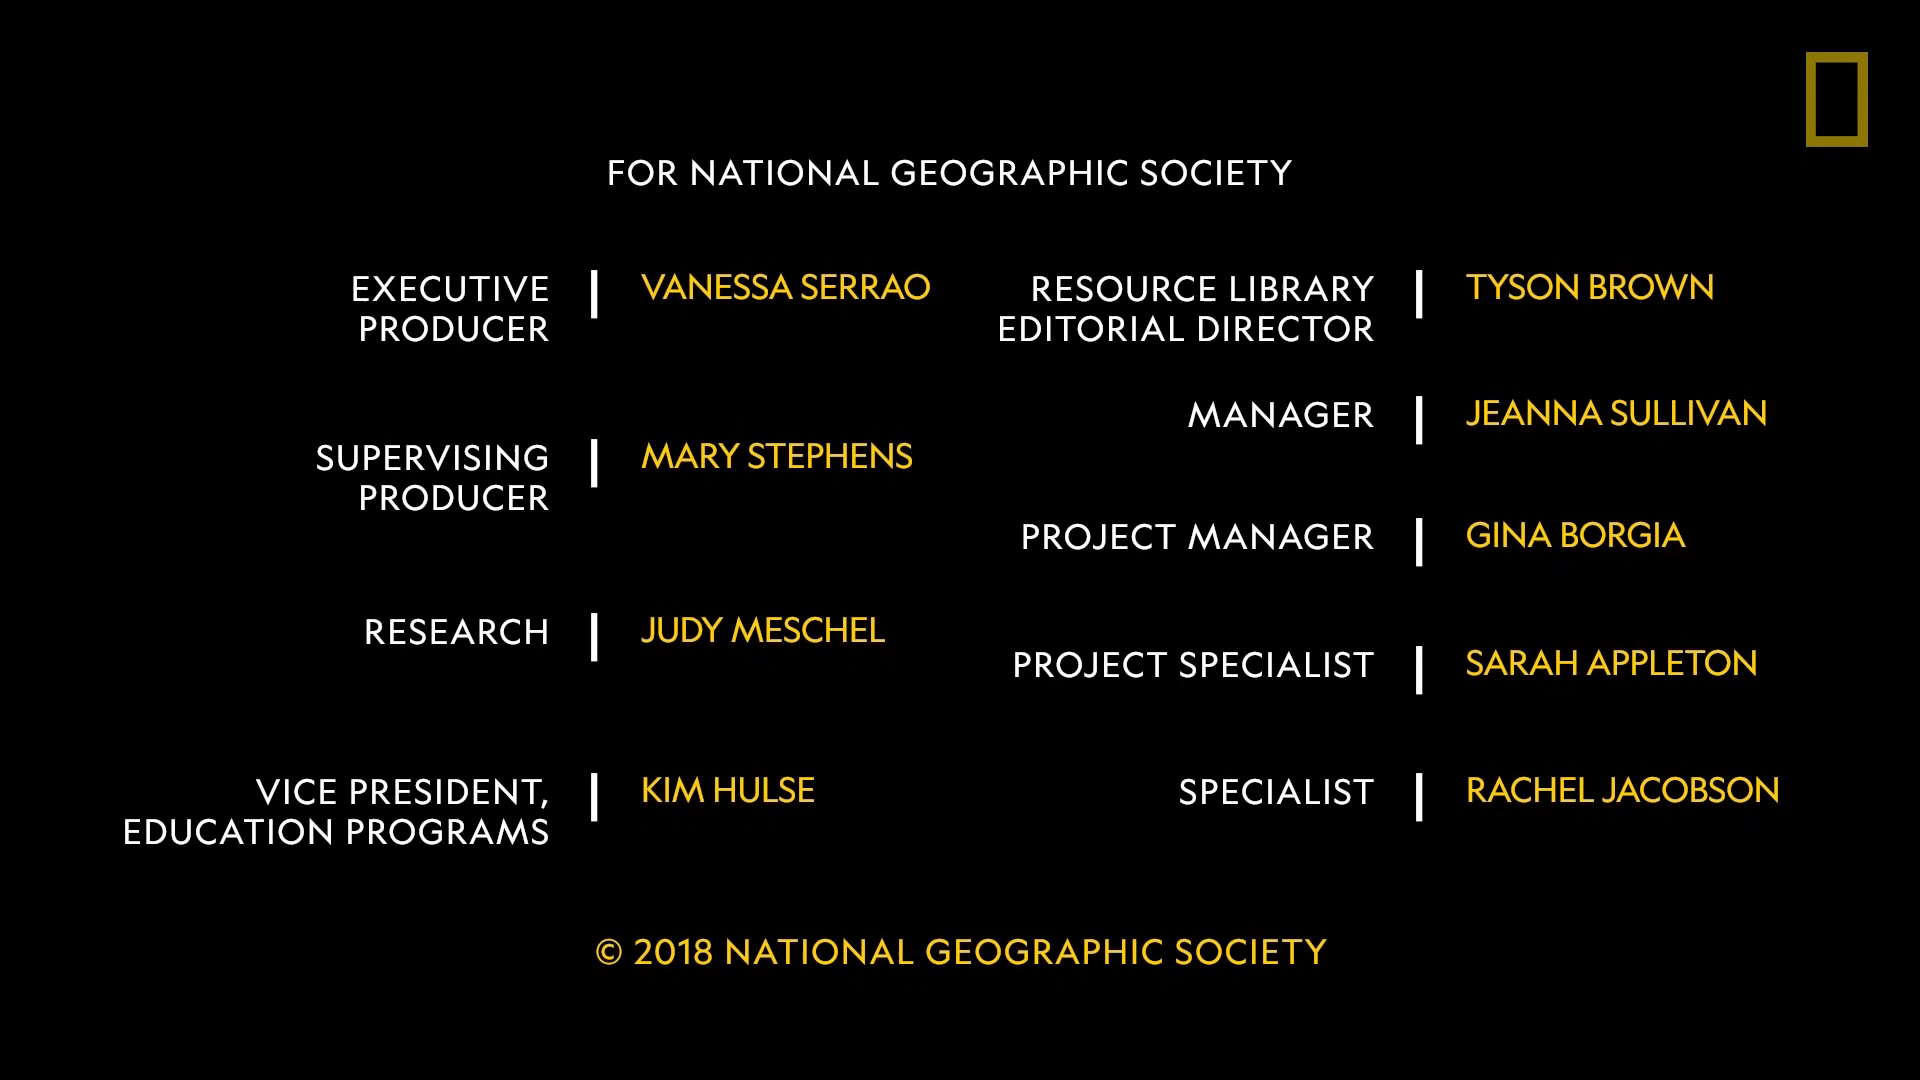 FOR NATIONAL GEOGRAPHIC SOCIETY
EXECUTIVE
PRODUCER
VANESSA SERRAO
SUPERVISING
PRODUCER
MARY STEPHENS
RESEARCH
JUDY MESCHEL
VICE PRESIDENT,
EDUCATION PROGRAMS
KIM HULSE
RESOURCE LIBRARY
EDITORIAL DIRECTOR
TYSON BROWN
MANAGER
JEANNA SULLIVAN
PROJECT MANAGER
GINA BORGIA
PROJECT SPECIALIST
SARAH APPLETON
SPECIALIST
RACHEL JACOBSON
© 2018 NATIONAL GEOGRAPHIC SOCIETY